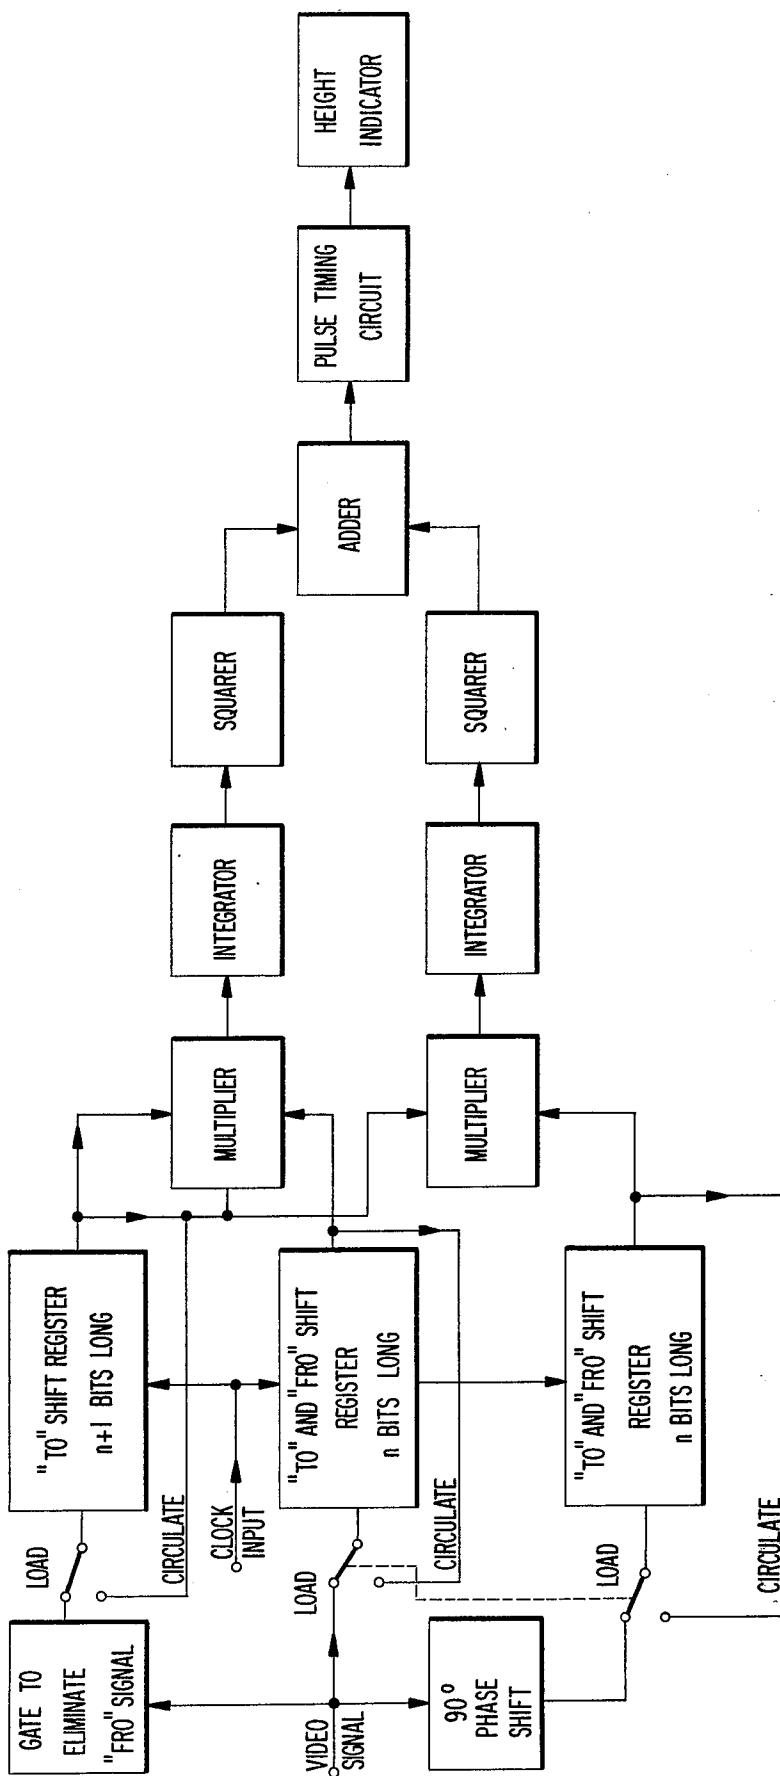 GATE TO
ELIMINATE
"FRO" SIGNAL
LOAD
CIRCULATE
"TO" SHIFT REGISTER
n+1 BITS LONG
VIDEO
SIGNAL
CLOCK
INPUT
LOAD
CIRCULATE
"TO" AND "FRO" SHIFT
REGISTER
n BITS LONG
90°
PHASE
SHIFT
LOAD
CIRCULATE
"TO" AND "FRO" SHIFT
REGISTER
n BITS LONG
MULTIPLIER
INTEGRATOR
SQUARER
MULTIPLIER
INTEGRATOR
SQUARER
ADDER
PULSE TIMING
CIRCUIT
HEIGHT
INDICATOR